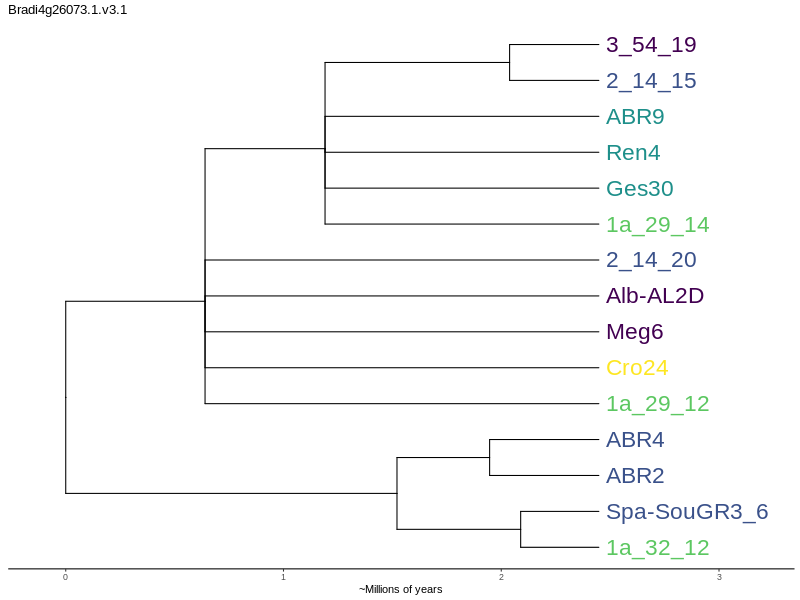 Bradi4g26073.1.v3.1
3_54_19
2_14_15
ABR9
Ren4
Ges30
1a_29_14
2_14_20
Alb-AL2D
Meg6
Cro24
1a_29_12
ABR4
ABR2
Spa-SouGR3_6
1a_32_12
0 1 2 3
~Millions of years